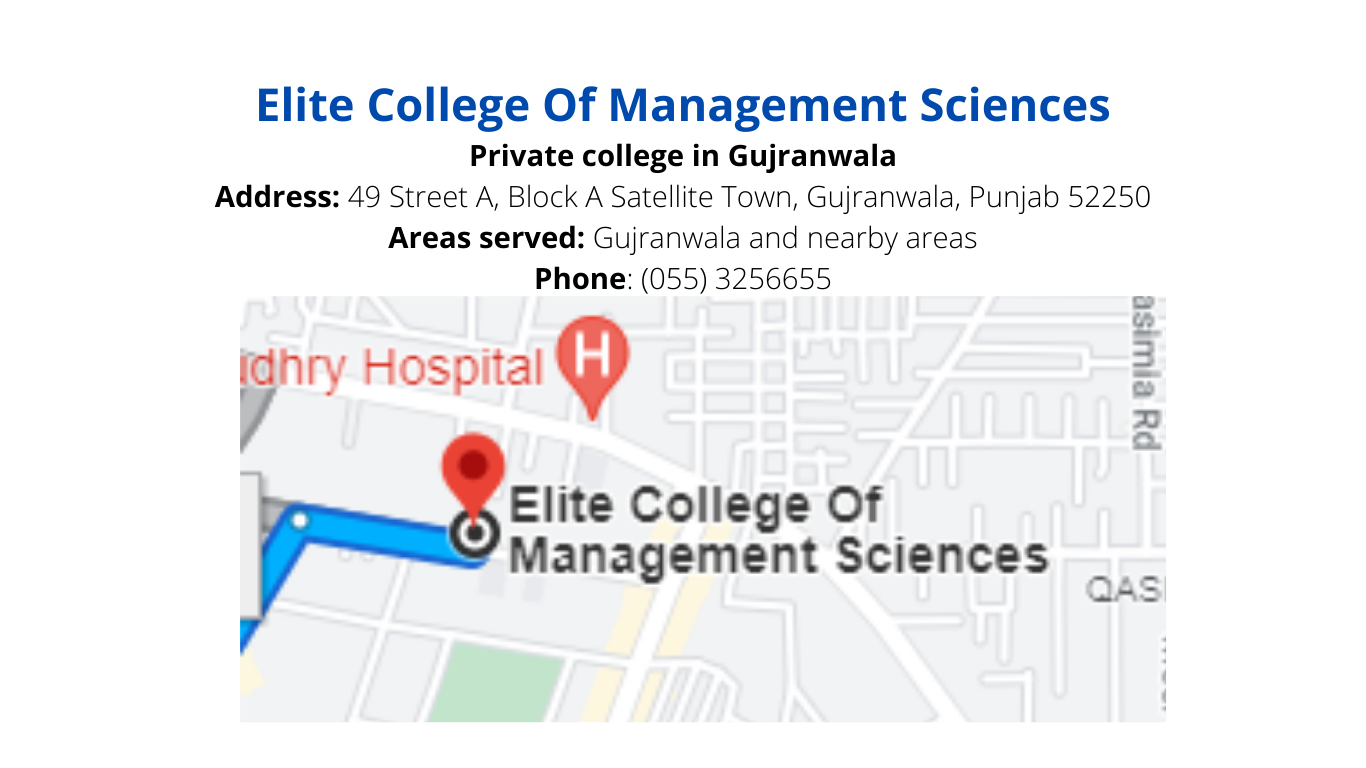 Elite College Of Management Sciences
Private college in Gujranwala
Address: 49 Street A, Block A Satellite Town, Gujranwala, Punjab 52250
Areas served: Gujranwala and nearby areas
Phone: (055) 3256655
udhry Hospital
H
asimia Rd
Elite College Of
Management Sciences
QASI